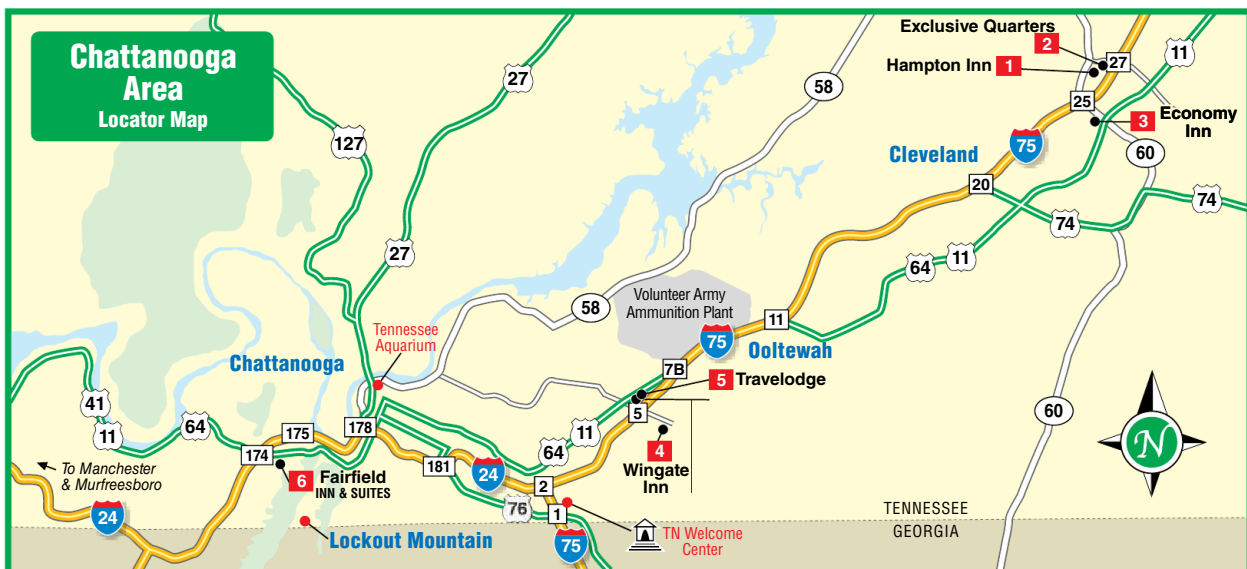 Chattanooga
Area
Locator Map
Exclusive Quarters
2
Hampton Inn 1
27
11
25
3 Economy
Inn
60
75
Cleveland
20
74
74
58
27
127
27
64
11
58
Volunteer Army
Ammunition Plant
11
75
Ooltewah
7B
5 Travelodge
5
Tennessee
Aquarium
Chattanooga
41
11
64
175
178
174
6 Fairfield
INN & SUITES
To Manchester
& Murfreesboro
24
181
24
64
11
4
Wingate
Inn
2
76
1
75
TN Welcome
Center
Lockout Mountain
60
N
TENNESSEE
GEORGIA